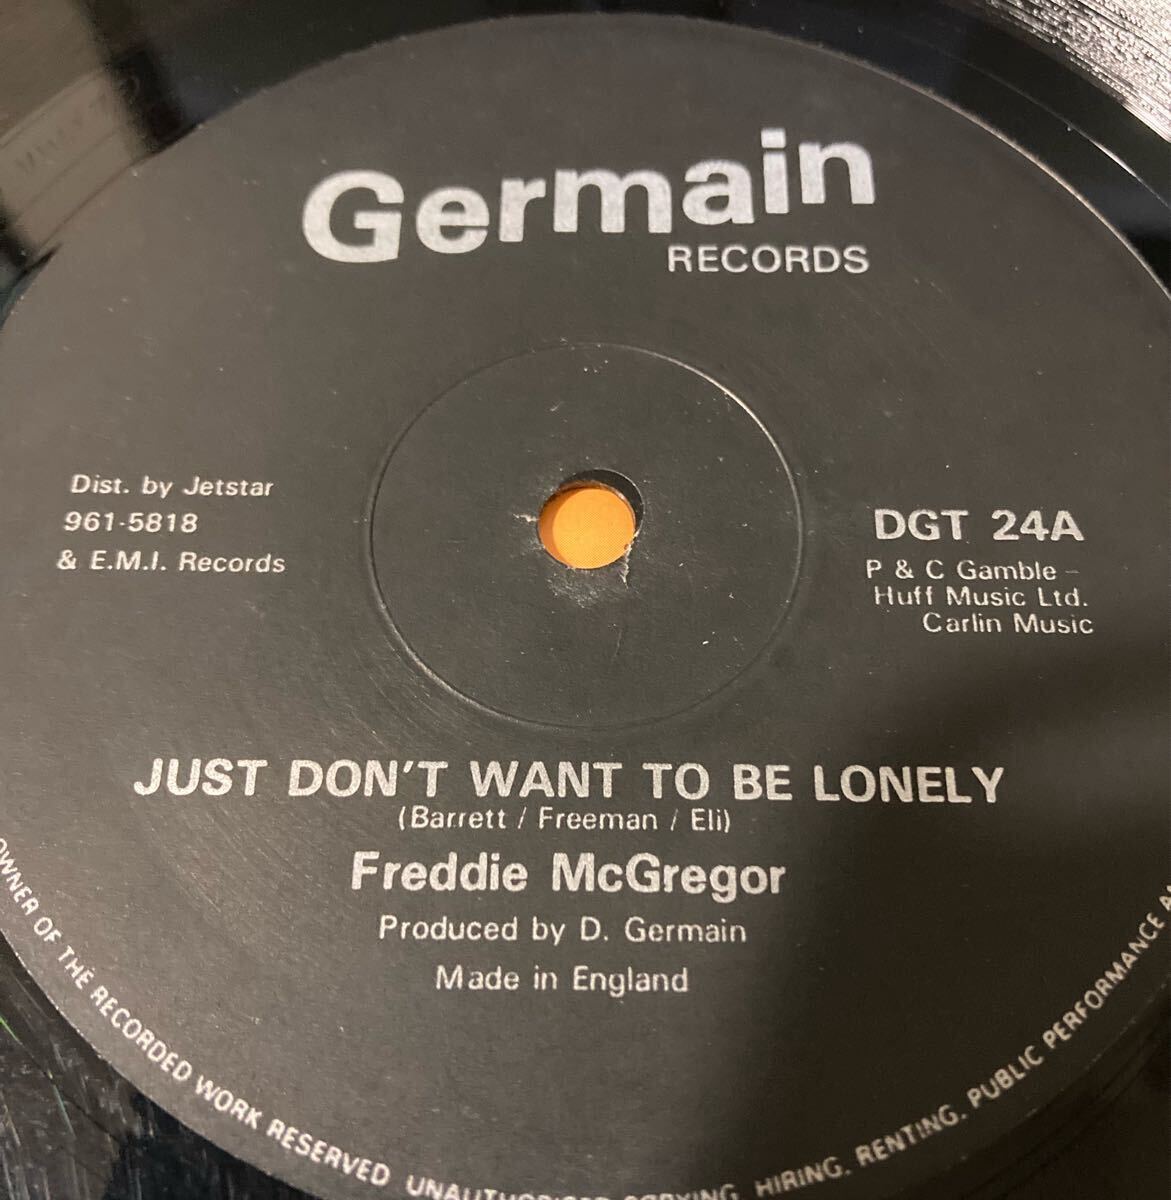 Germain
RECORDS
Dist. by Jetstar
961-5818
& E.M.I. Records
DGT 24A
P & C Gamble –
Huff Music Ltd.
Carlin Music
JUST DON'T WANT TO BE LONELY
(Barrett / Freeman / Eli)
Freddie McGregor
Produced by D. Germain
Made in England
OWNER OF THE RECORDED WORK RESERVED UNAUTHORISED COPYING, HIRING, RENTING, PUBLIC PERFORMANCE A